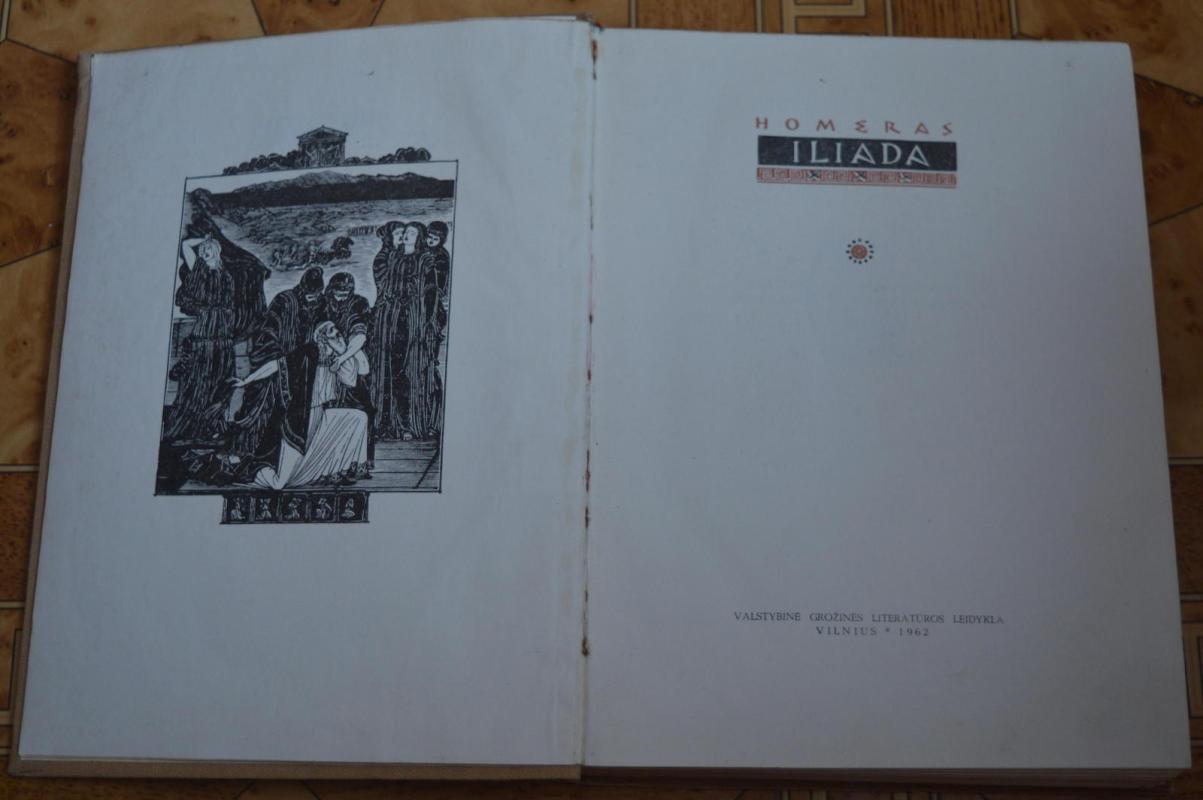 HOMERAS
ILIADA
VALSTYBINĖ GROŽINĖS LITERATŪROS LEIDYKLA
VILNIUS * 1962